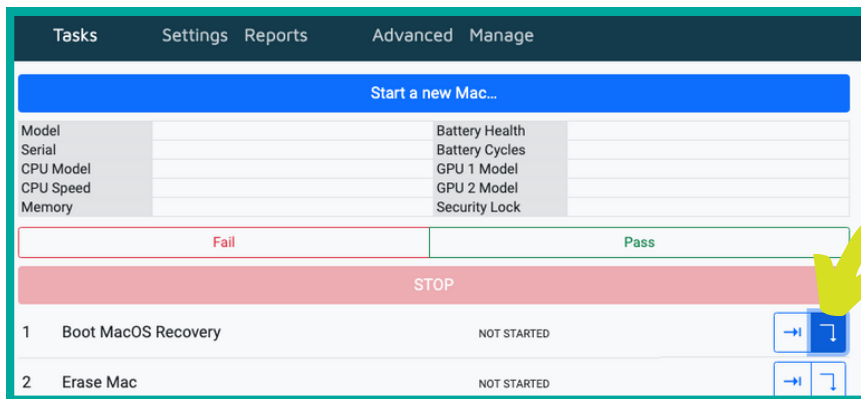 Tasks Settings Reports Advanced Manage
Start a new Mac...
Model Battery Health
Serial Battery Cycles
CPU Model GPU 1 Model
CPU Speed GPU 2 Model
Memory Security Lock
Fail Pass
STOP
1 Boot MacOS Recovery NOT STARTED
2 Erase Mac NOT STARTED